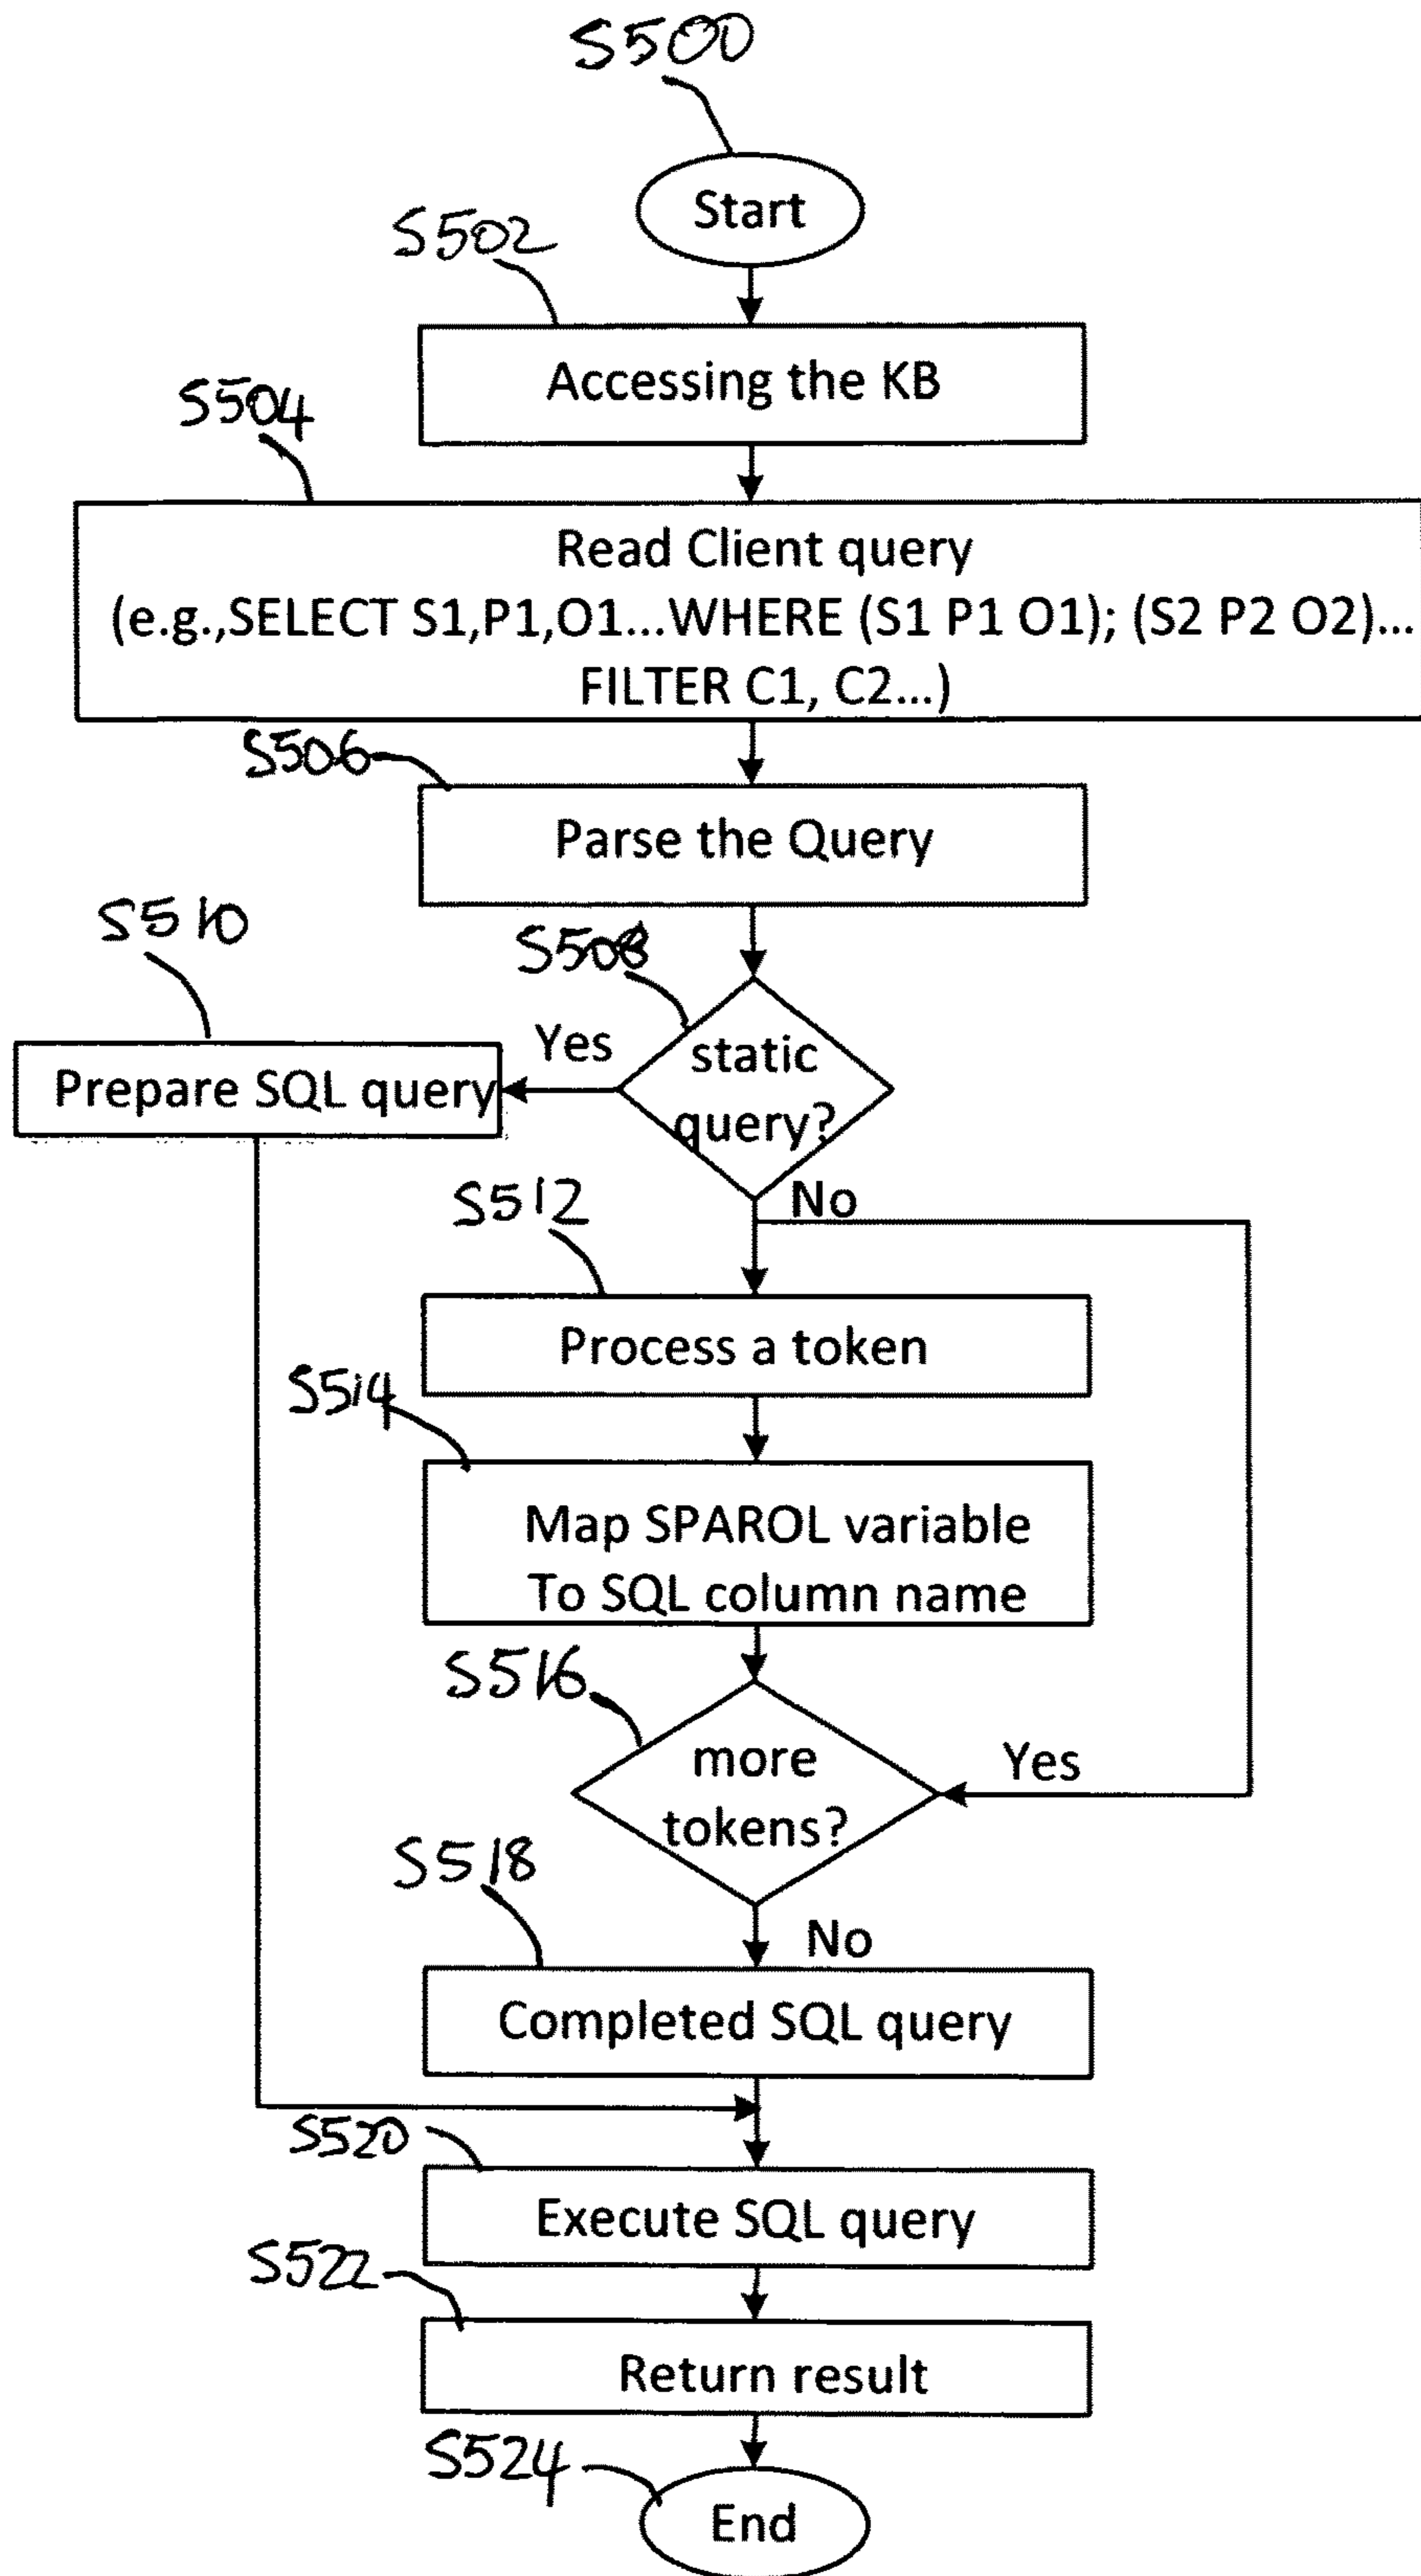 S500
Start
S502
Accessing the KB
S504
Read Client query
(e.g.,SELECT S1,P1,O1...WHERE (S1 P1 O1); (S2 P2 O2)...
FILTER C1, C2...)
S506
Parse the Query
S508
static
query?
Yes
S510
Prepare SQL query
No
S512
Process a token
S514
Map SPAROL variable
To SQL column name
S516
more
tokens?
Yes
No
S518
Completed SQL query
S520
Execute SQL query
S522
Return result
S524
End